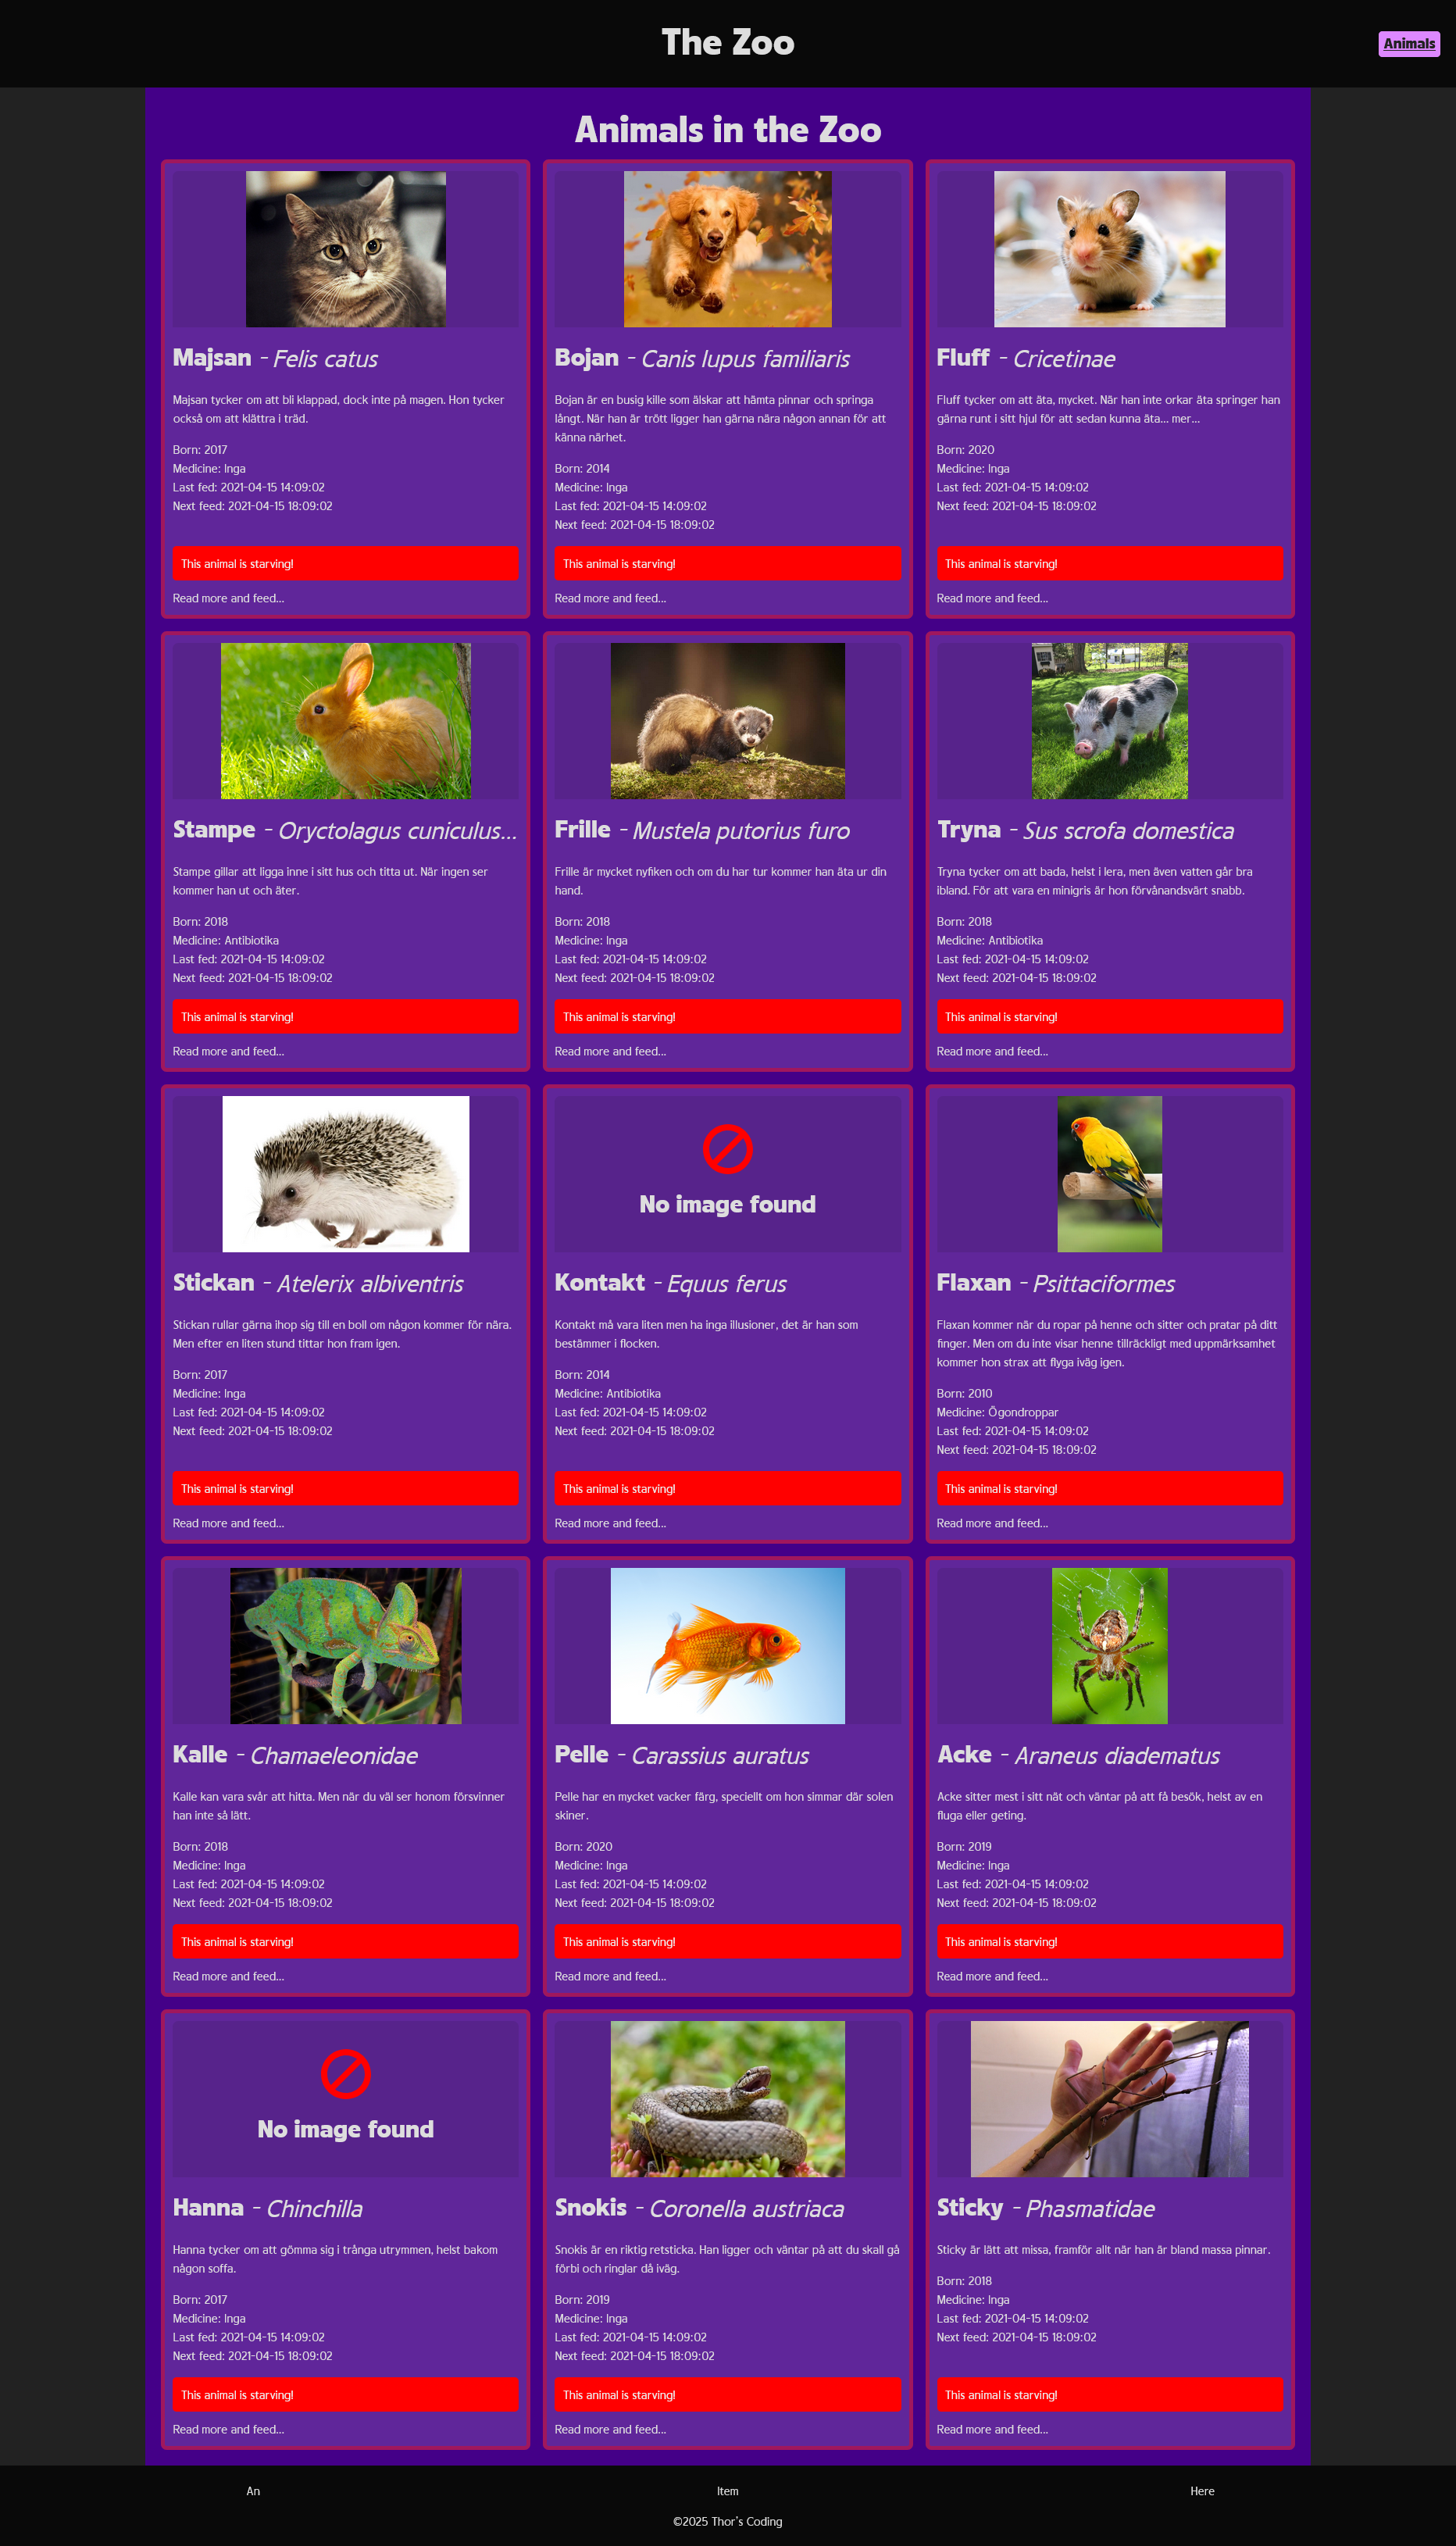 The Zoo
Animals
Animals in the Zoo
Majsan - Felis catus
Majsan tycker om att bli klappad, dock inte på magen. Hon tycker
också om att klättra i träd.
Born: 2017
Medicine: Inga
Last fed: 2021-04-15 14:09:02
Next feed: 2021-04-15 18:09:02
This animal is starving!
Read more and feed...
Bojan - Canis lupus familiaris
Bojan är en busig kille som älskar att hämta pinnar och springa
långt. När han är trött ligger han gärna nära någon annan för att
känna närhet.
Born: 2014
Medicine: Inga
Last fed: 2021-04-15 14:09:02
Next feed: 2021-04-15 18:09:02
This animal is starving!
Read more and feed...
Fluff - Cricetinae
Fluff tycker om att äta, mycket. När han inte orkar äta springer han
gärna runt i sitt hjul för att sedan kunna äta... mer...
Born: 2020
Medicine: Inga
Last fed: 2021-04-15 14:09:02
Next feed: 2021-04-15 18:09:02
This animal is starving!
Read more and feed...
Stampe - Oryctolagus cuniculus...
Stampe gillar att ligga inne i sitt hus och titta ut. När ingen ser
kommer han ut och äter.
Born: 2018
Medicine: Antibiotika
Last fed: 2021-04-15 14:09:02
Next feed: 2021-04-15 18:09:02
This animal is starving!
Read more and feed...
Frille - Mustela putorius furo
Frille är mycket nyfiken och om du har tur kommer han äta ur din
hand.
Born: 2018
Medicine: Inga
Last fed: 2021-04-15 14:09:02
Next feed: 2021-04-15 18:09:02
This animal is starving!
Read more and feed...
Tryna - Sus scrofa domestica
Tryna tycker om att bada, helst i lera, men även vatten går bra
ibland. För att vara en minigris är hon förvånandsvärt snabb.
Born: 2018
Medicine: Antibiotika
Last fed: 2021-04-15 14:09:02
Next feed: 2021-04-15 18:09:02
This animal is starving!
Read more and feed...
Stickan - Atelerix albiventris
Stickan rullar gärna ihop sig till en boll om någon kommer för nära.
Men efter en liten stund tittar hon fram igen.
Born: 2017
Medicine: Inga
Last fed: 2021-04-15 14:09:02
Next feed: 2021-04-15 18:09:02
This animal is starving!
Read more and feed...
No image found
Kontakt - Equus ferus
Kontakt må vara liten men ha inga illusioner, det är han som
bestämmer i flocken.
Born: 2014
Medicine: Antibiotika
Last fed: 2021-04-15 14:09:02
Next feed: 2021-04-15 18:09:02
This animal is starving!
Read more and feed...
Flaxan - Psittaciformes
Flaxan kommer när du ropar på henne och sitter och pratar på ditt
finger. Men om du inte visar henne tillräckligt med uppmärksamhet
kommer hon strax att flyga iväg igen.
Born: 2010
Medicine: Ögondroppar
Last fed: 2021-04-15 14:09:02
Next feed: 2021-04-15 18:09:02
This animal is starving!
Read more and feed...
Kalle - Chamaeleonidae
Kalle kan vara svår att hitta. Men när du väl ser honom försvinner
han inte så lätt.
Born: 2018
Medicine: Inga
Last fed: 2021-04-15 14:09:02
Next feed: 2021-04-15 18:09:02
This animal is starving!
Read more and feed...
Pelle - Carassius auratus
Pelle har en mycket vacker färg, speciellt om hon simmar där solen
skiner.
Born: 2020
Medicine: Inga
Last fed: 2021-04-15 14:09:02
Next feed: 2021-04-15 18:09:02
This animal is starving!
Read more and feed...
Acke - Araneus diadematus
Acke sitter mest i sitt nät och väntar på att få besök, helst av en
fluga eller geting.
Born: 2019
Medicine: Inga
Last fed: 2021-04-15 14:09:02
Next feed: 2021-04-15 18:09:02
This animal is starving!
Read more and feed...
No image found
Hanna - Chinchilla
Hanna tycker om att gömma sig i trånga utrymmen, helst bakom
någon soffa.
Born: 2017
Medicine: Inga
Last fed: 2021-04-15 14:09:02
Next feed: 2021-04-15 18:09:02
This animal is starving!
Read more and feed...
Snokis - Coronella austriaca
Snokis är en riktig retsticka. Han ligger och väntar på att du skall gå
förbi och ringlar då iväg.
Born: 2019
Medicine: Inga
Last fed: 2021-04-15 14:09:02
Next feed: 2021-04-15 18:09:02
This animal is starving!
Read more and feed...
Sticky - Phasmatidae
Sticky är lätt att missa, framför allt när han är bland massa pinnar.
Born: 2018
Medicine: Inga
Last fed: 2021-04-15 14:09:02
Next feed: 2021-04-15 18:09:02
This animal is starving!
Read more and feed...
An
Item
Here
©2025 Thor's Coding